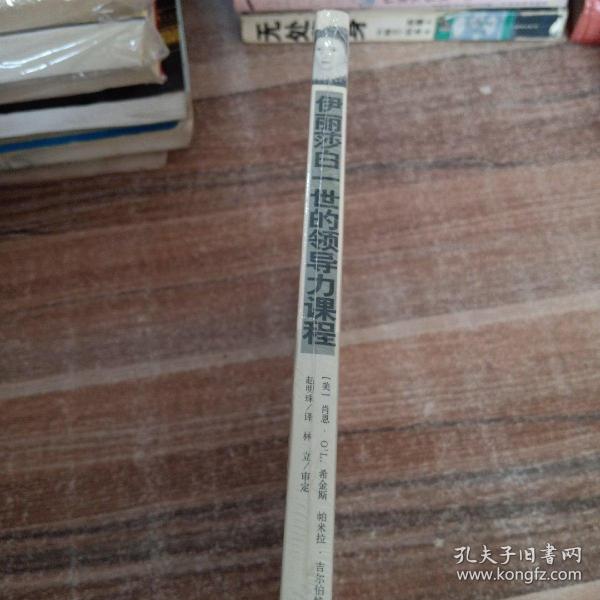 伊丽莎白一世的领导力课程
[美] 肖恩·O'L.希金斯 帕米拉·吉尔伯
赵明珠/译 林立/审定
无处 身
孔夫子旧书网
www.kongfz.com